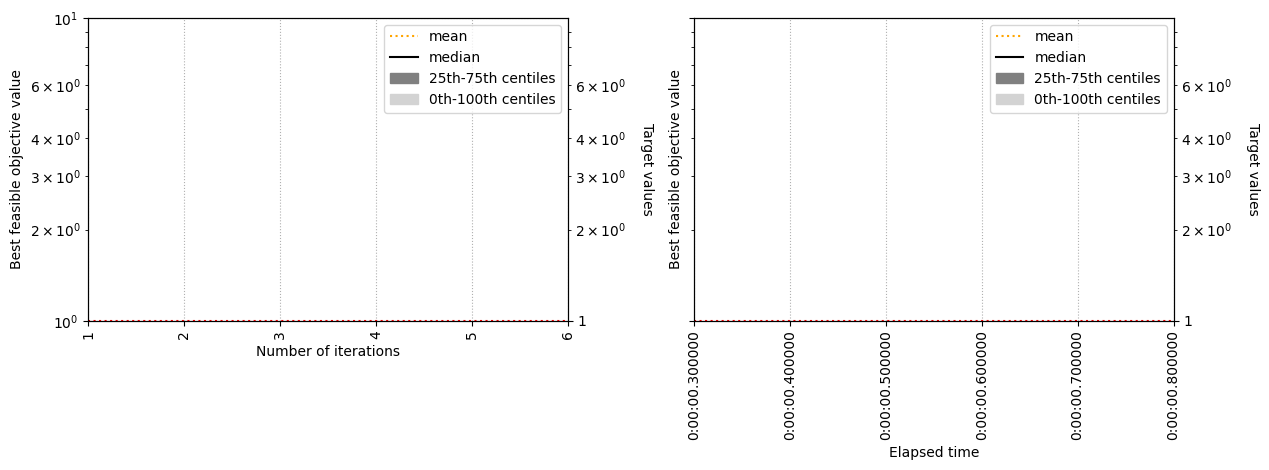 Best feasible objective value
10^1
6 × 10^0
4 × 10^0
3 × 10^0
2 × 10^0
10^0
mean
median
25th-75th centiles
0th-100th centiles
6 × 10^0
4 × 10^0
3 × 10^0
2 × 10^0
1
Target values
1
2
3
4
5
6
Number of iterations
Best feasible objective value
mean
median
25th-75th centiles
0th-100th centiles
6 × 10^0
4 × 10^0
3 × 10^0
2 × 10^0
1
Target values
0:00:00.300000
0:00:00.400000
0:00:00.500000
0:00:00.600000
0:00:00.700000
0:00:00.800000
Elapsed time